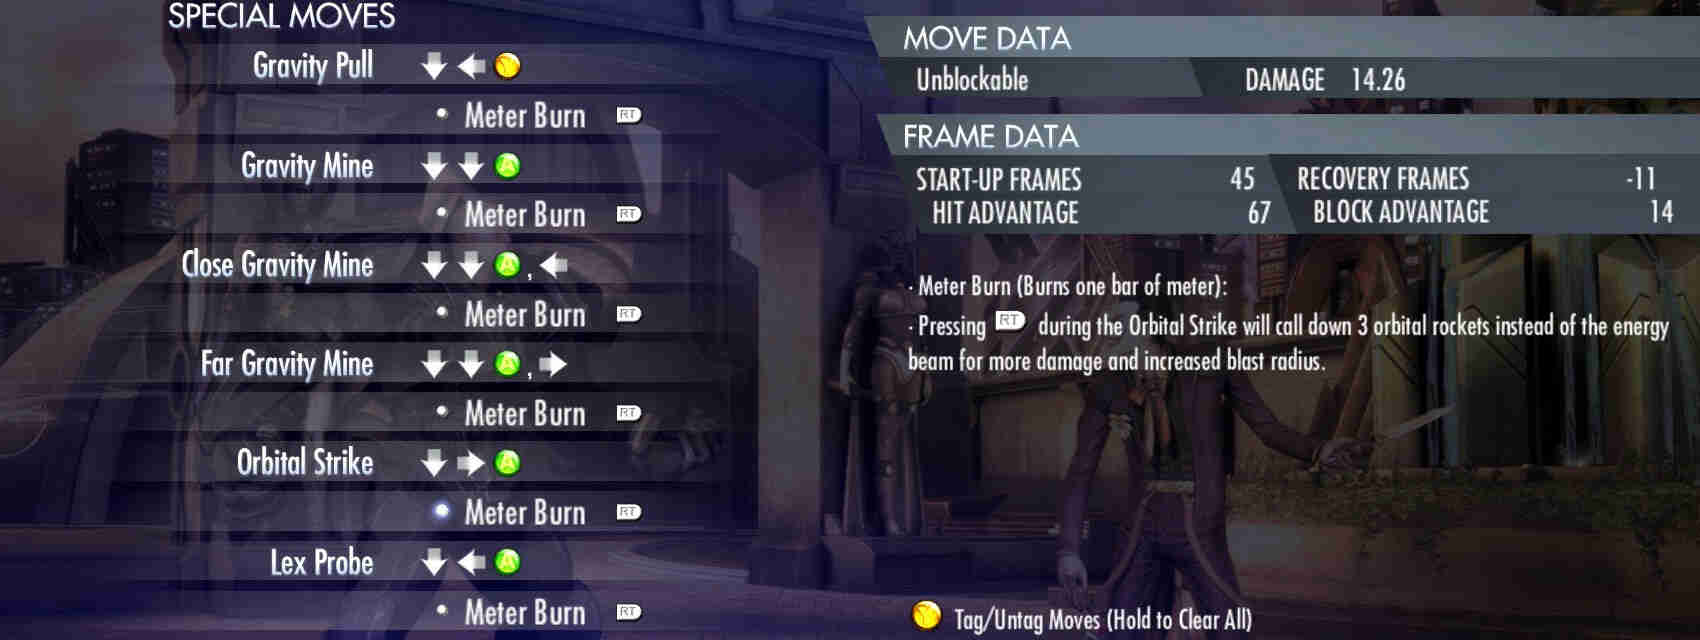 SPECIAL MOVES
Gravity Pull Y
Meter Burn RT
Gravity Mine A
Meter Burn RT
Close Gravity Mine A ,
Meter Burn RT
Far Gravity Mine A ,
Meter Burn RT
Orbital Strike A
Meter Burn RT
Lex Probe A
Meter Burn RT
MOVE DATA
Unblockable DAMAGE 14.26
FRAME DATA
START-UP FRAMES 45 RECOVERY FRAMES -11
HIT ADVANTAGE 67 BLOCK ADVANTAGE 14
· Meter Burn (Burns one bar of meter):
· Pressing RT during the Orbital Strike will call down 3 orbital rockets instead of the energy
beam for more damage and increased blast radius.
Y Tag/Untag Moves (Hold to Clear All)